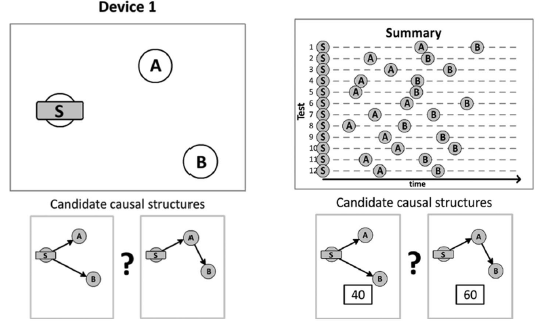 Device 1
A
S
B
Candidate causal structures
S
A
B
?
S
A
B
Summary
Test
1 S A B
2 S A B
3 S A B
4 S A B
5 S A B
6 S A B
7 S A B
8 S A B
9 S A B
10 S A B
11 S A B
12 S A B
time
Candidate causal structures
S
A
B
40
?
S
A
B
60